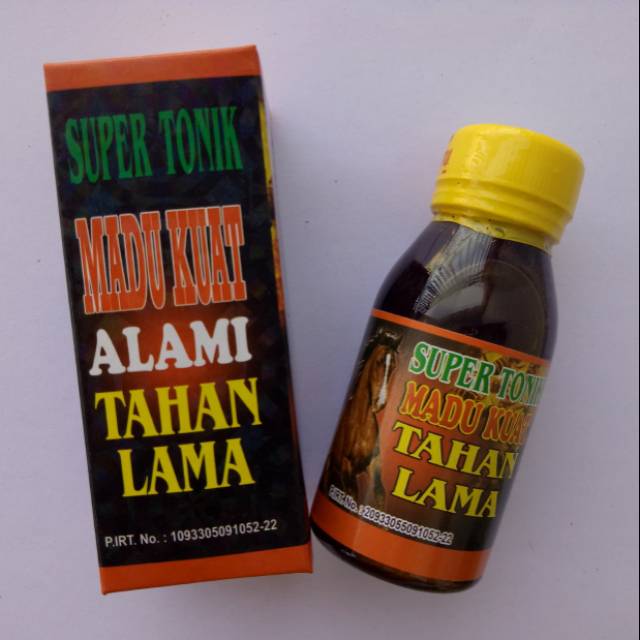 SUPER TONIK
MADU KUAT
ALAMI
TAHAN
LAMA
P.IRT. No. : 1093305091052-22
SUPER TONIK
MADU KUAT
TAHAN
LAMA
P.IRT.No. : 20933055091052-22